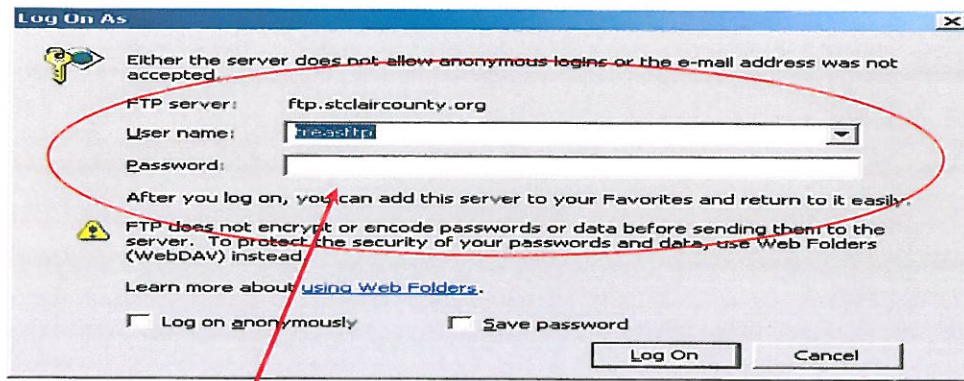 Log On As
Either the server does not allow anonymous logins or the e-mail address was not
accepted.
FTP server: ftp.stclaircounty.org
User name: treasftp
Password:
After you log on, you can add this server to your Favorites and return to it easily.
FTP does not encrypt or encode passwords or data before sending them to the
server. To protect the security of your passwords and data, use Web Folders
(WebDAV) instead.
Learn more about using Web Folders.
Log on anonymously Save password
Log On Cancel